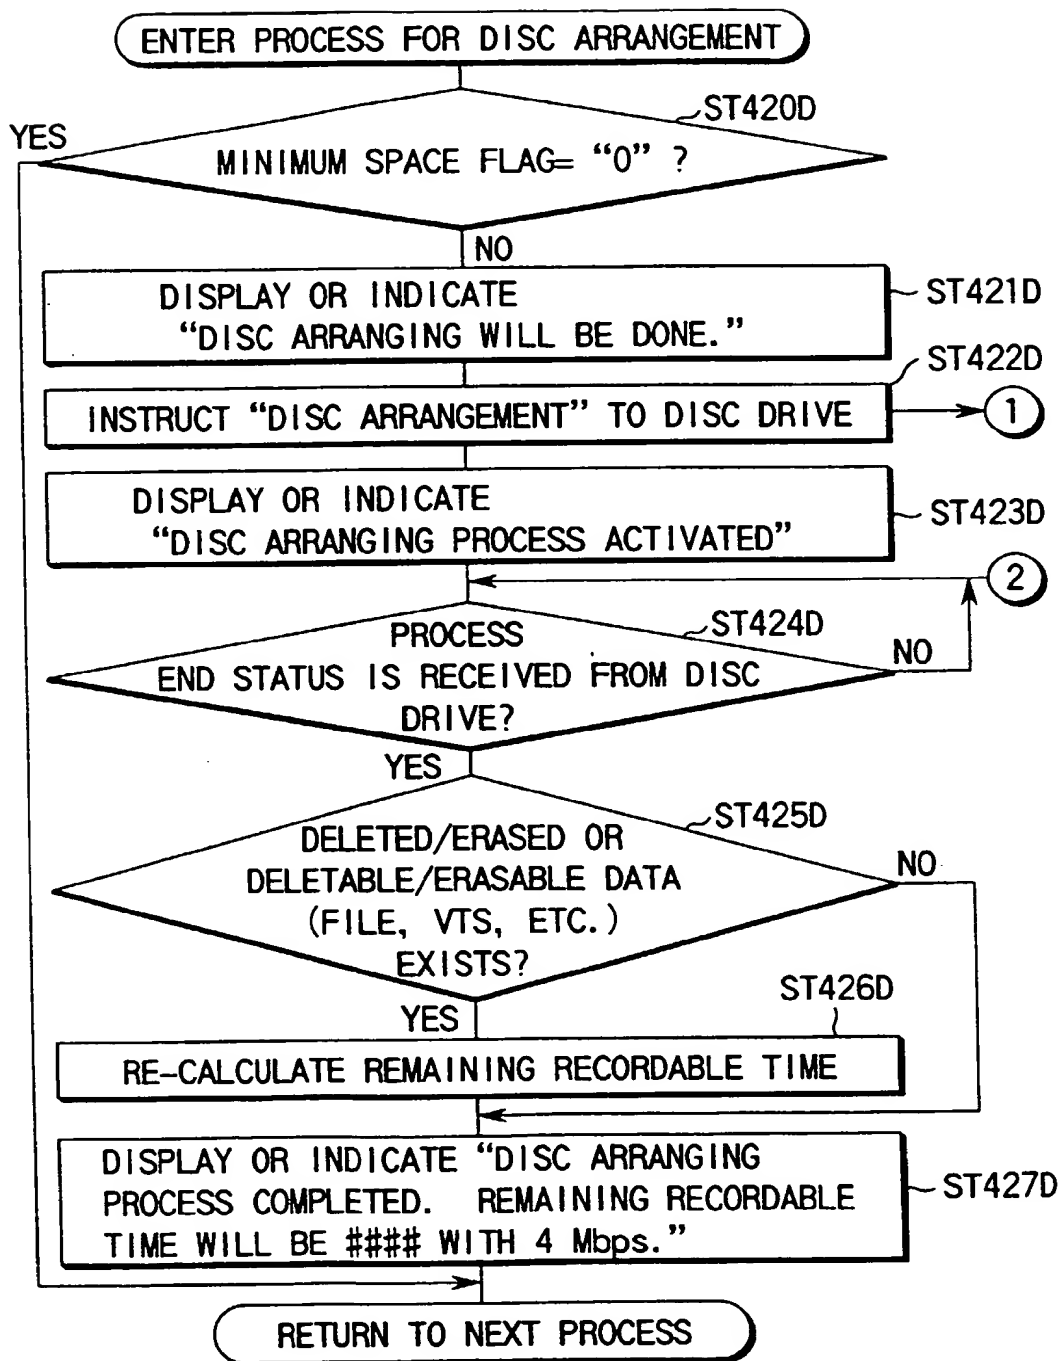 ENTER PROCESS FOR DISC ARRANGEMENT
ST420D
YES
MINIMUM SPACE FLAG= “0” ?
NO
DISPLAY OR INDICATE
“DISC ARRANGING WILL BE DONE.”
ST421D
ST422D
INSTRUCT “DISC ARRANGEMENT” TO DISC DRIVE
1
DISPLAY OR INDICATE
“DISC ARRANGING PROCESS ACTIVATED”
ST423D
2
ST424D
PROCESS
END STATUS IS RECEIVED FROM DISC
DRIVE?
NO
YES
ST425D
DELETED/ERASED OR
DELETABLE/ERASABLE DATA
(FILE, VTS, ETC.)
EXISTS?
NO
YES
ST426D
RE-CALCULATE REMAINING RECORDABLE TIME
DISPLAY OR INDICATE “DISC ARRANGING
PROCESS COMPLETED. REMAINING RECORDABLE
TIME WILL BE #### WITH 4 Mbps.”
ST427D
RETURN TO NEXT PROCESS